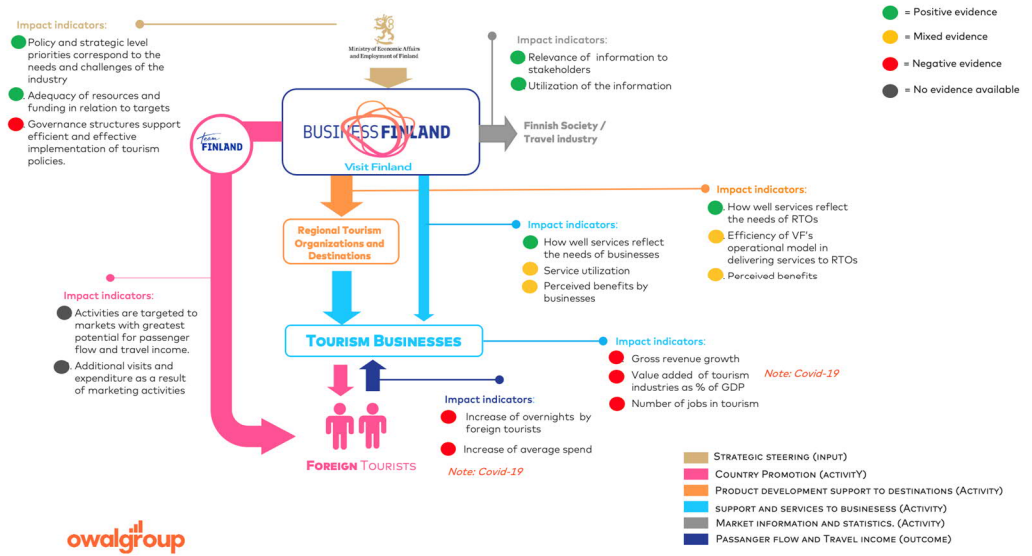 Impact indicators:
Policy and strategic level
priorities correspond to the
needs and challenges of the
industry
. Adequacy of resources and
funding in relation to targets
. Governance structures support
efficient and effective
implementation of tourism
policies.
Ministry of Economic Affairs
and Employment of Finland
Impact indicators:
Relevance of information to
stakeholders
Utilization of the information
= Positive evidence
= Mixed evidence
= Negative evidence
= No evidence available
team
FINLAND
BUSINESS FINLAND
Visit Finland
Finnish Society /
Travel industry
Regional Tourism
Organizations and
Destinations
Impact indicators:
How well services reflect
the needs of businesses
Service utilization
Perceived benefits by
businesses
Impact indicators:
. How well services reflect
the needs of RTOs
. Efficiency of VF's
operational model in
delivering services to RTOs
. Perceived benefits
Impact indicators:
Activities are targeted to
markets with greatest
potential for passenger
flow and travel income.
. Additional visits and
expenditure as a result
of marketing activities
TOURISM BUSINESSES
Impact indicators:
. Gross revenue growth
Value added of tourism
industries as % of GDP
Number of jobs in tourism
Note: Covid-19
Impact indicators:
Increase of overnights by
foreign tourists
Increase of average spend
Note: Covid-19
FOREIGN TOURISTS
STRATEGIC STEERING (INPUT)
COUNTRY PROMOTION (ACTIVITY)
PRODUCT DEVELOPMENT SUPPORT TO DESTINATIONS (ACTIVITY)
SUPPORT AND SERVICES TO BUSINESESS (ACTIVITY)
MARKET INFORMATION AND STATISTICS. (ACTIVITY)
PASSANGER FLOW AND TRAVEL INCOME (OUTCOME)
owalgroup